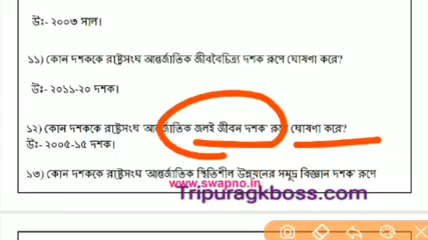 উঃ- ২০০৩ সাল।
১১) কোন দশককে রাষ্ট্রসংঘ আন্তর্জাতিক জীববৈচিত্র্য দশক রূপে ঘোষণা করে?
উঃ- ২০১১-২০ দশক।
১২) কোন দশককে রাষ্ট্রসংঘ আন্তর্জাতিক জলই জীবন দশক' রূপে ঘোষণা করে?
উঃ- ২০০৫-১৫ দশক।
১৩) কোন দশককে রাষ্ট্রসংঘ আন্তর্জাতিক স্থিতিশীল উন্নয়নের সমুদ্র বিজ্ঞান দশক' রূপে
www.swapno.in
Tripuragkboss.com